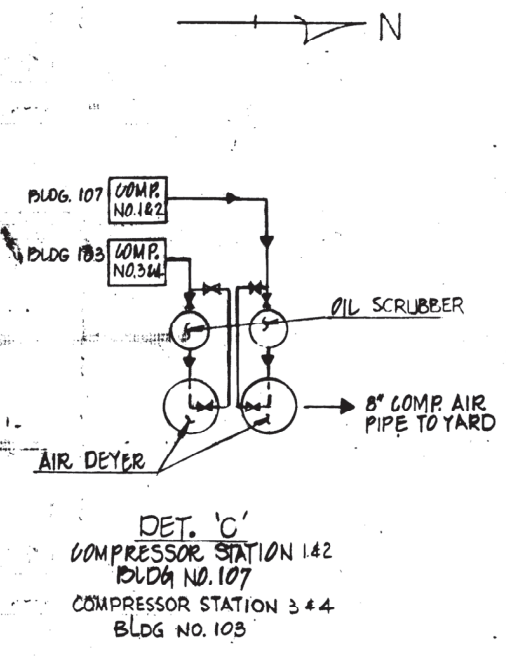 N
BLDG. 107
COMP.
NO.1&2
BLDG 103
COMP.
NO.3&4
OIL SCRUBBER
8" COMP. AIR
PIPE TO YARD
AIR DEYER
DET. 'C'
COMPRESSOR STATION 1&2
BLDG NO. 107
COMPRESSOR STATION 3 & 4
BLDG NO. 103